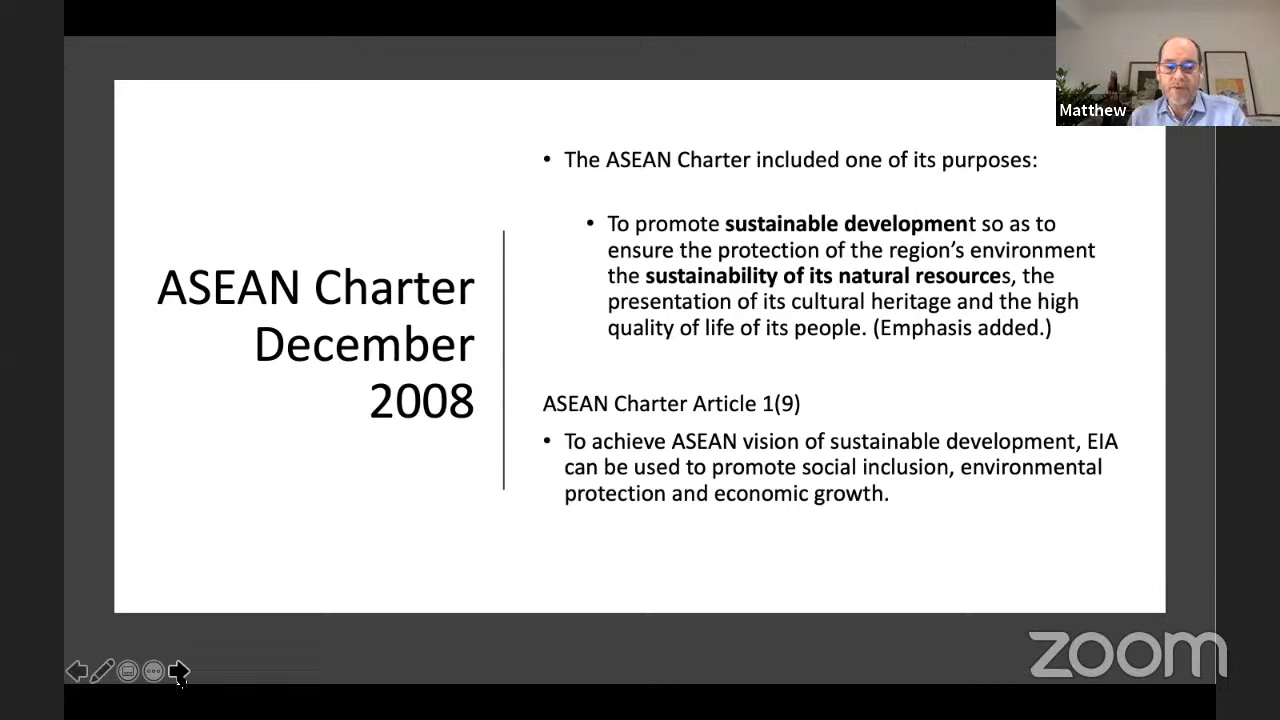 Matthew
ASEAN Charter
December
2008
• The ASEAN Charter included one of its purposes:
• To promote sustainable development so as to
ensure the protection of the region’s environment
the sustainability of its natural resources, the
presentation of its cultural heritage and the high
quality of life of its people. (Emphasis added.)
ASEAN Charter Article 1(9)
• To achieve ASEAN vision of sustainable development, EIA
can be used to promote social inclusion, environmental
protection and economic growth.
zoom